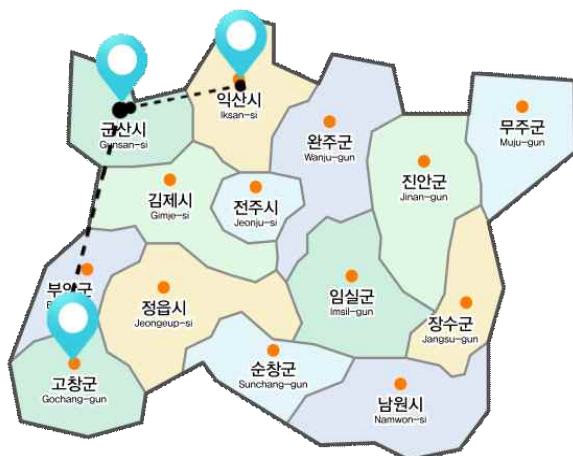 익산시
Iksan-si
군산시
Gunsan-si
완주군
Wanju-gun
무주군
Muju-gun
진안군
Jinan-gun
김제시
Gimje-si
전주시
Jeonju-si
부안군
정읍시
Jeongeup-si
임실군
Imsil-gun
장수군
Jangsu-gun
고창군
Gochang-gun
순창군
Sunchang-gun
남원시
Namwon-si